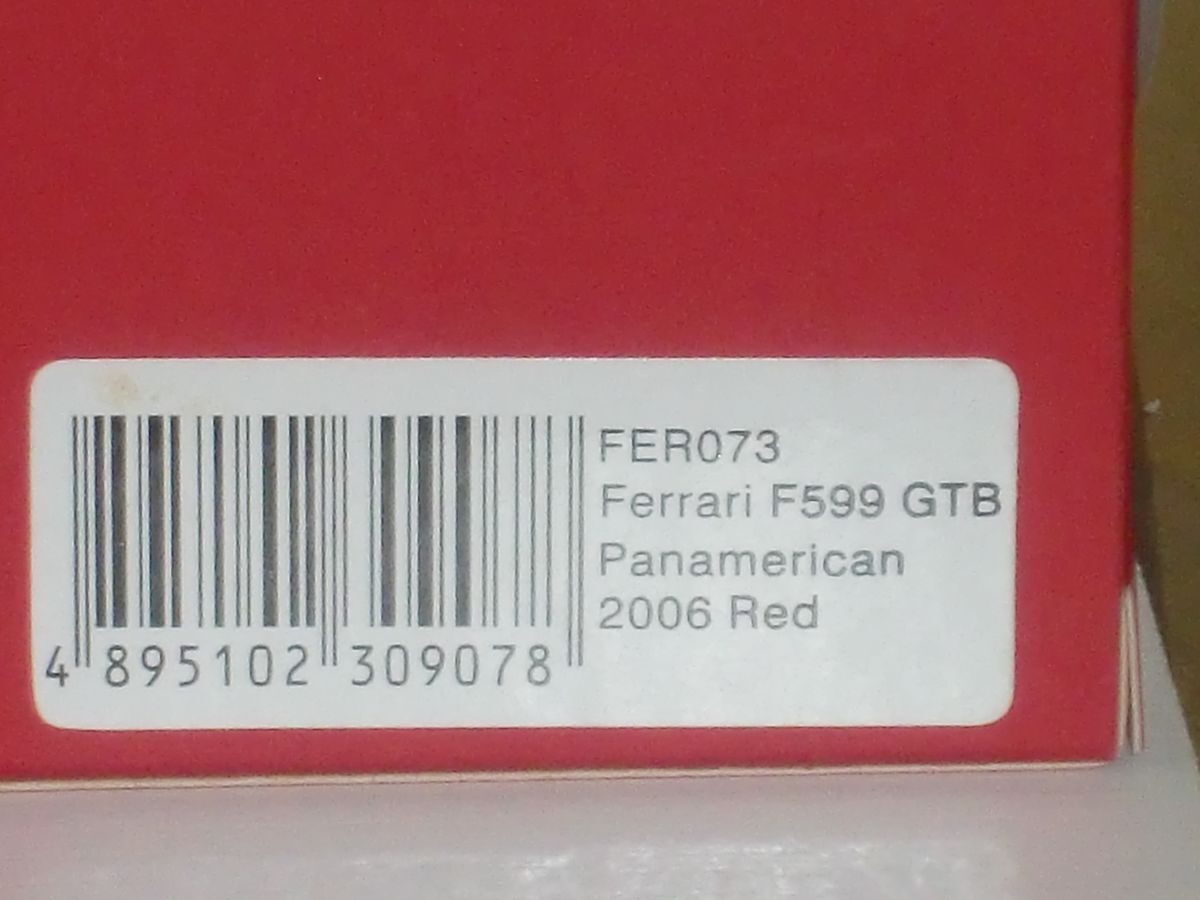 FER073
Ferrari F599 GTB
Panamerican
2006 Red
4 895102 309078